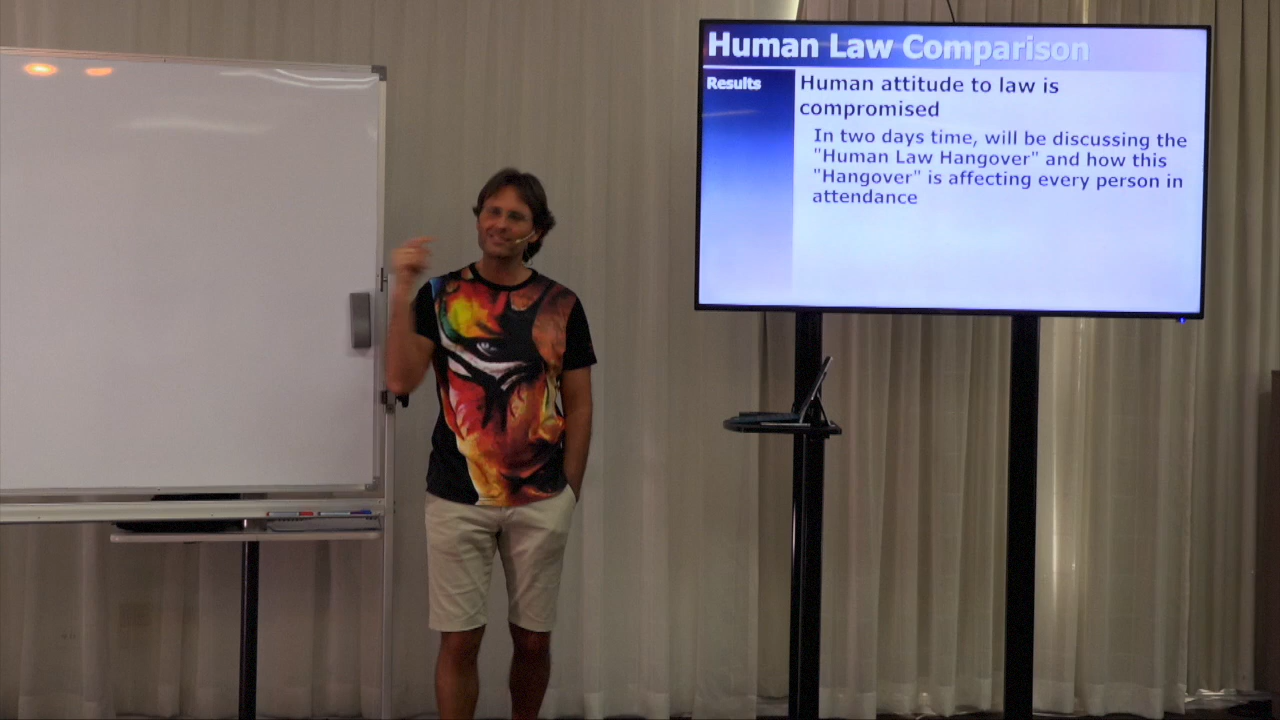 Human Law Comparison
Results
Human attitude to law is
compromised
In two days time, will be discussing the
"Human Law Hangover" and how this
"Hangover" is affecting every person in
attendance